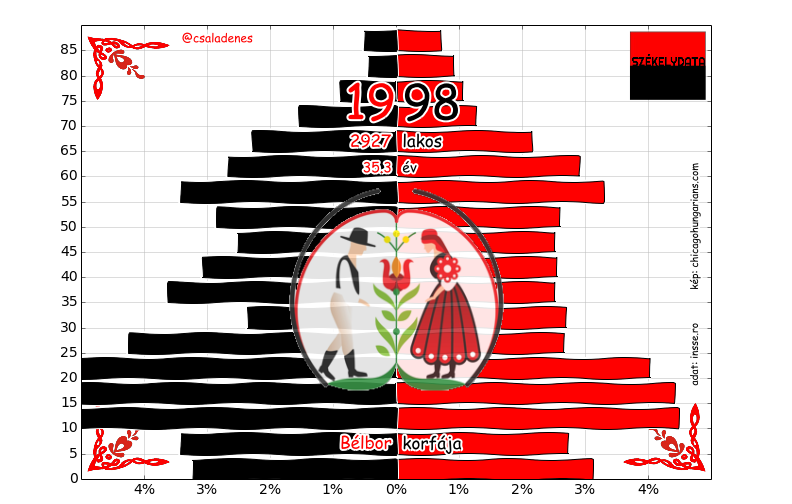 @csaladenes
SZÉKELYDATA
1998
2927 lakos
35.3 év
kép: chicagohungarians.com
adat: insse.ro
Bélbor korfája
85
80
75
70
65
60
55
50
45
40
35
30
25
20
15
10
5
0
4% 3% 2% 1% 0% 1% 2% 3% 4%